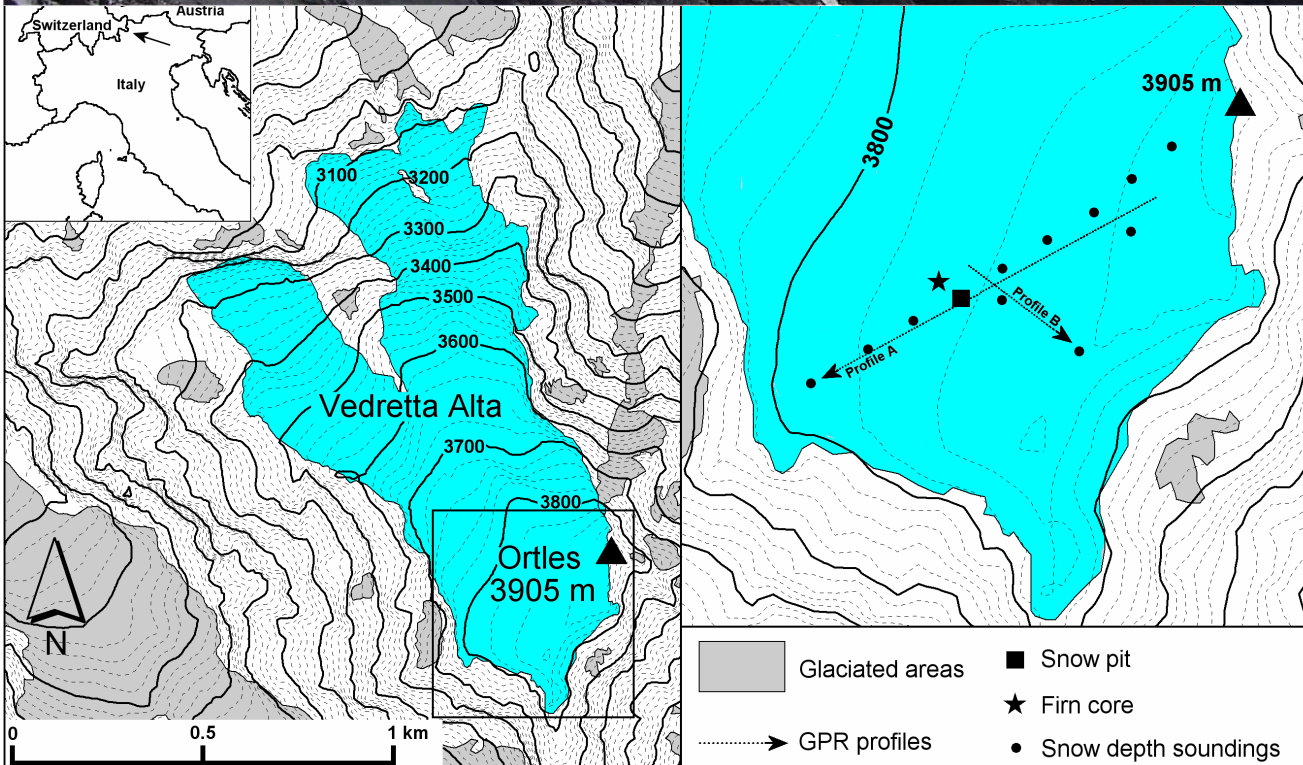 Austria
Switzerland
Italy
3100
3200
3300
3400
3500
3600
Vedretta Alta
3700
3800
Ortles
3905 m
N
0
0.5
1 km
3905 m
3800
Profile B
Profile A
Glaciated areas
Snow pit
Firn core
GPR profiles
Snow depth soundings